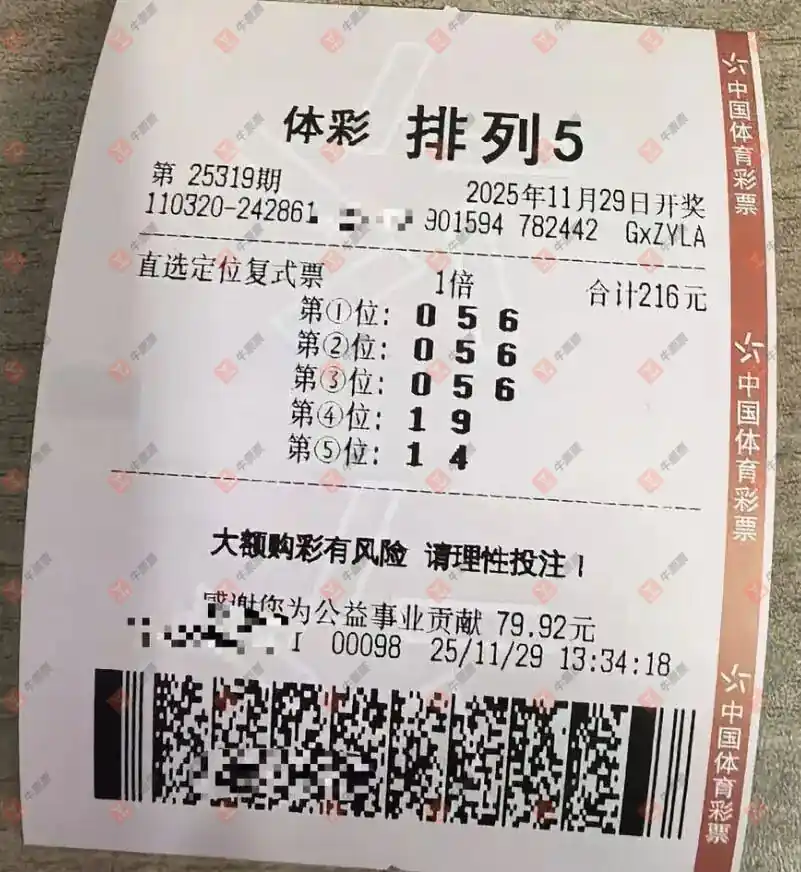 体彩 排列5
第 25319期 2025年11月29日开奖
110320-242861 901594 782442 GxZYLA
直选定位复式票 1倍 合计216元
第①位: 0 5 6
第②位: 0 5 6
第③位: 0 5 6
第④位: 1 9
第⑤位: 1 4
大额购彩有风险 请理性投注!
感谢您为公益事业贡献 79.92元
00098 25/11/29 13:34:18
中国体育彩票
中国体育彩票
中国体育彩票